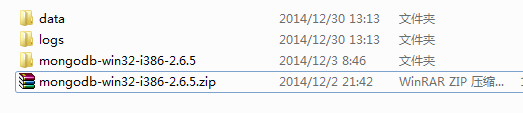 data 2014/12/30 13:13 文件夹
logs 2014/12/30 13:13 文件夹
mongodb-win32-i386-2.6.5 2014/12/3 8:46 文件夹
mongodb-win32-i386-2.6.5.zip 2014/12/2 21:42 WinRAR ZIP 压缩...